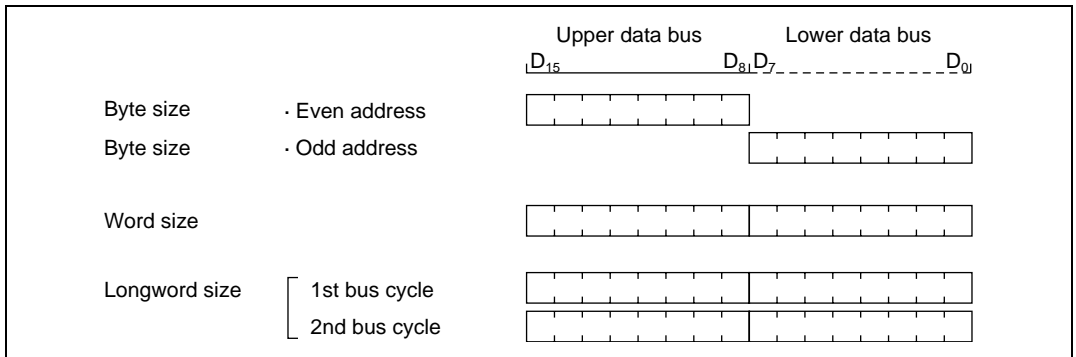 Upper data bus Lower data bus
D15 D8 D7 D0
Byte size · Even address
Byte size · Odd address
Word size
Longword size 1st bus cycle
2nd bus cycle